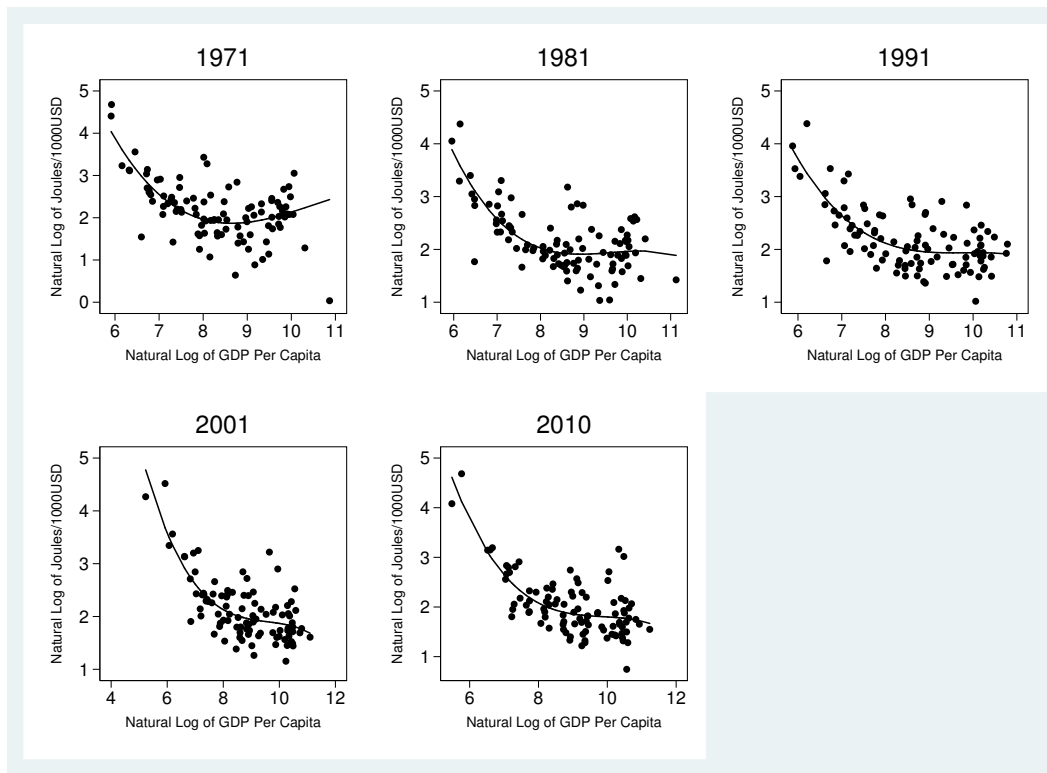 1971
1981
1991
Natural Log of Joules/1000USD
5
4
3
2
1
0
6 7 8 9 10 11
Natural Log of GDP Per Capita
Natural Log of Joules/1000USD
5
4
3
2
1
6 7 8 9 10 11
Natural Log of GDP Per Capita
Natural Log of Joules/1000USD
5
4
3
2
1
6 7 8 9 10 11
Natural Log of GDP Per Capita
2001
2010
Natural Log of Joules/1000USD
5
4
3
2
1
4 6 8 10 12
Natural Log of GDP Per Capita
Natural Log of Joules/1000USD
5
4
3
2
1
6 8 10 12
Natural Log of GDP Per Capita